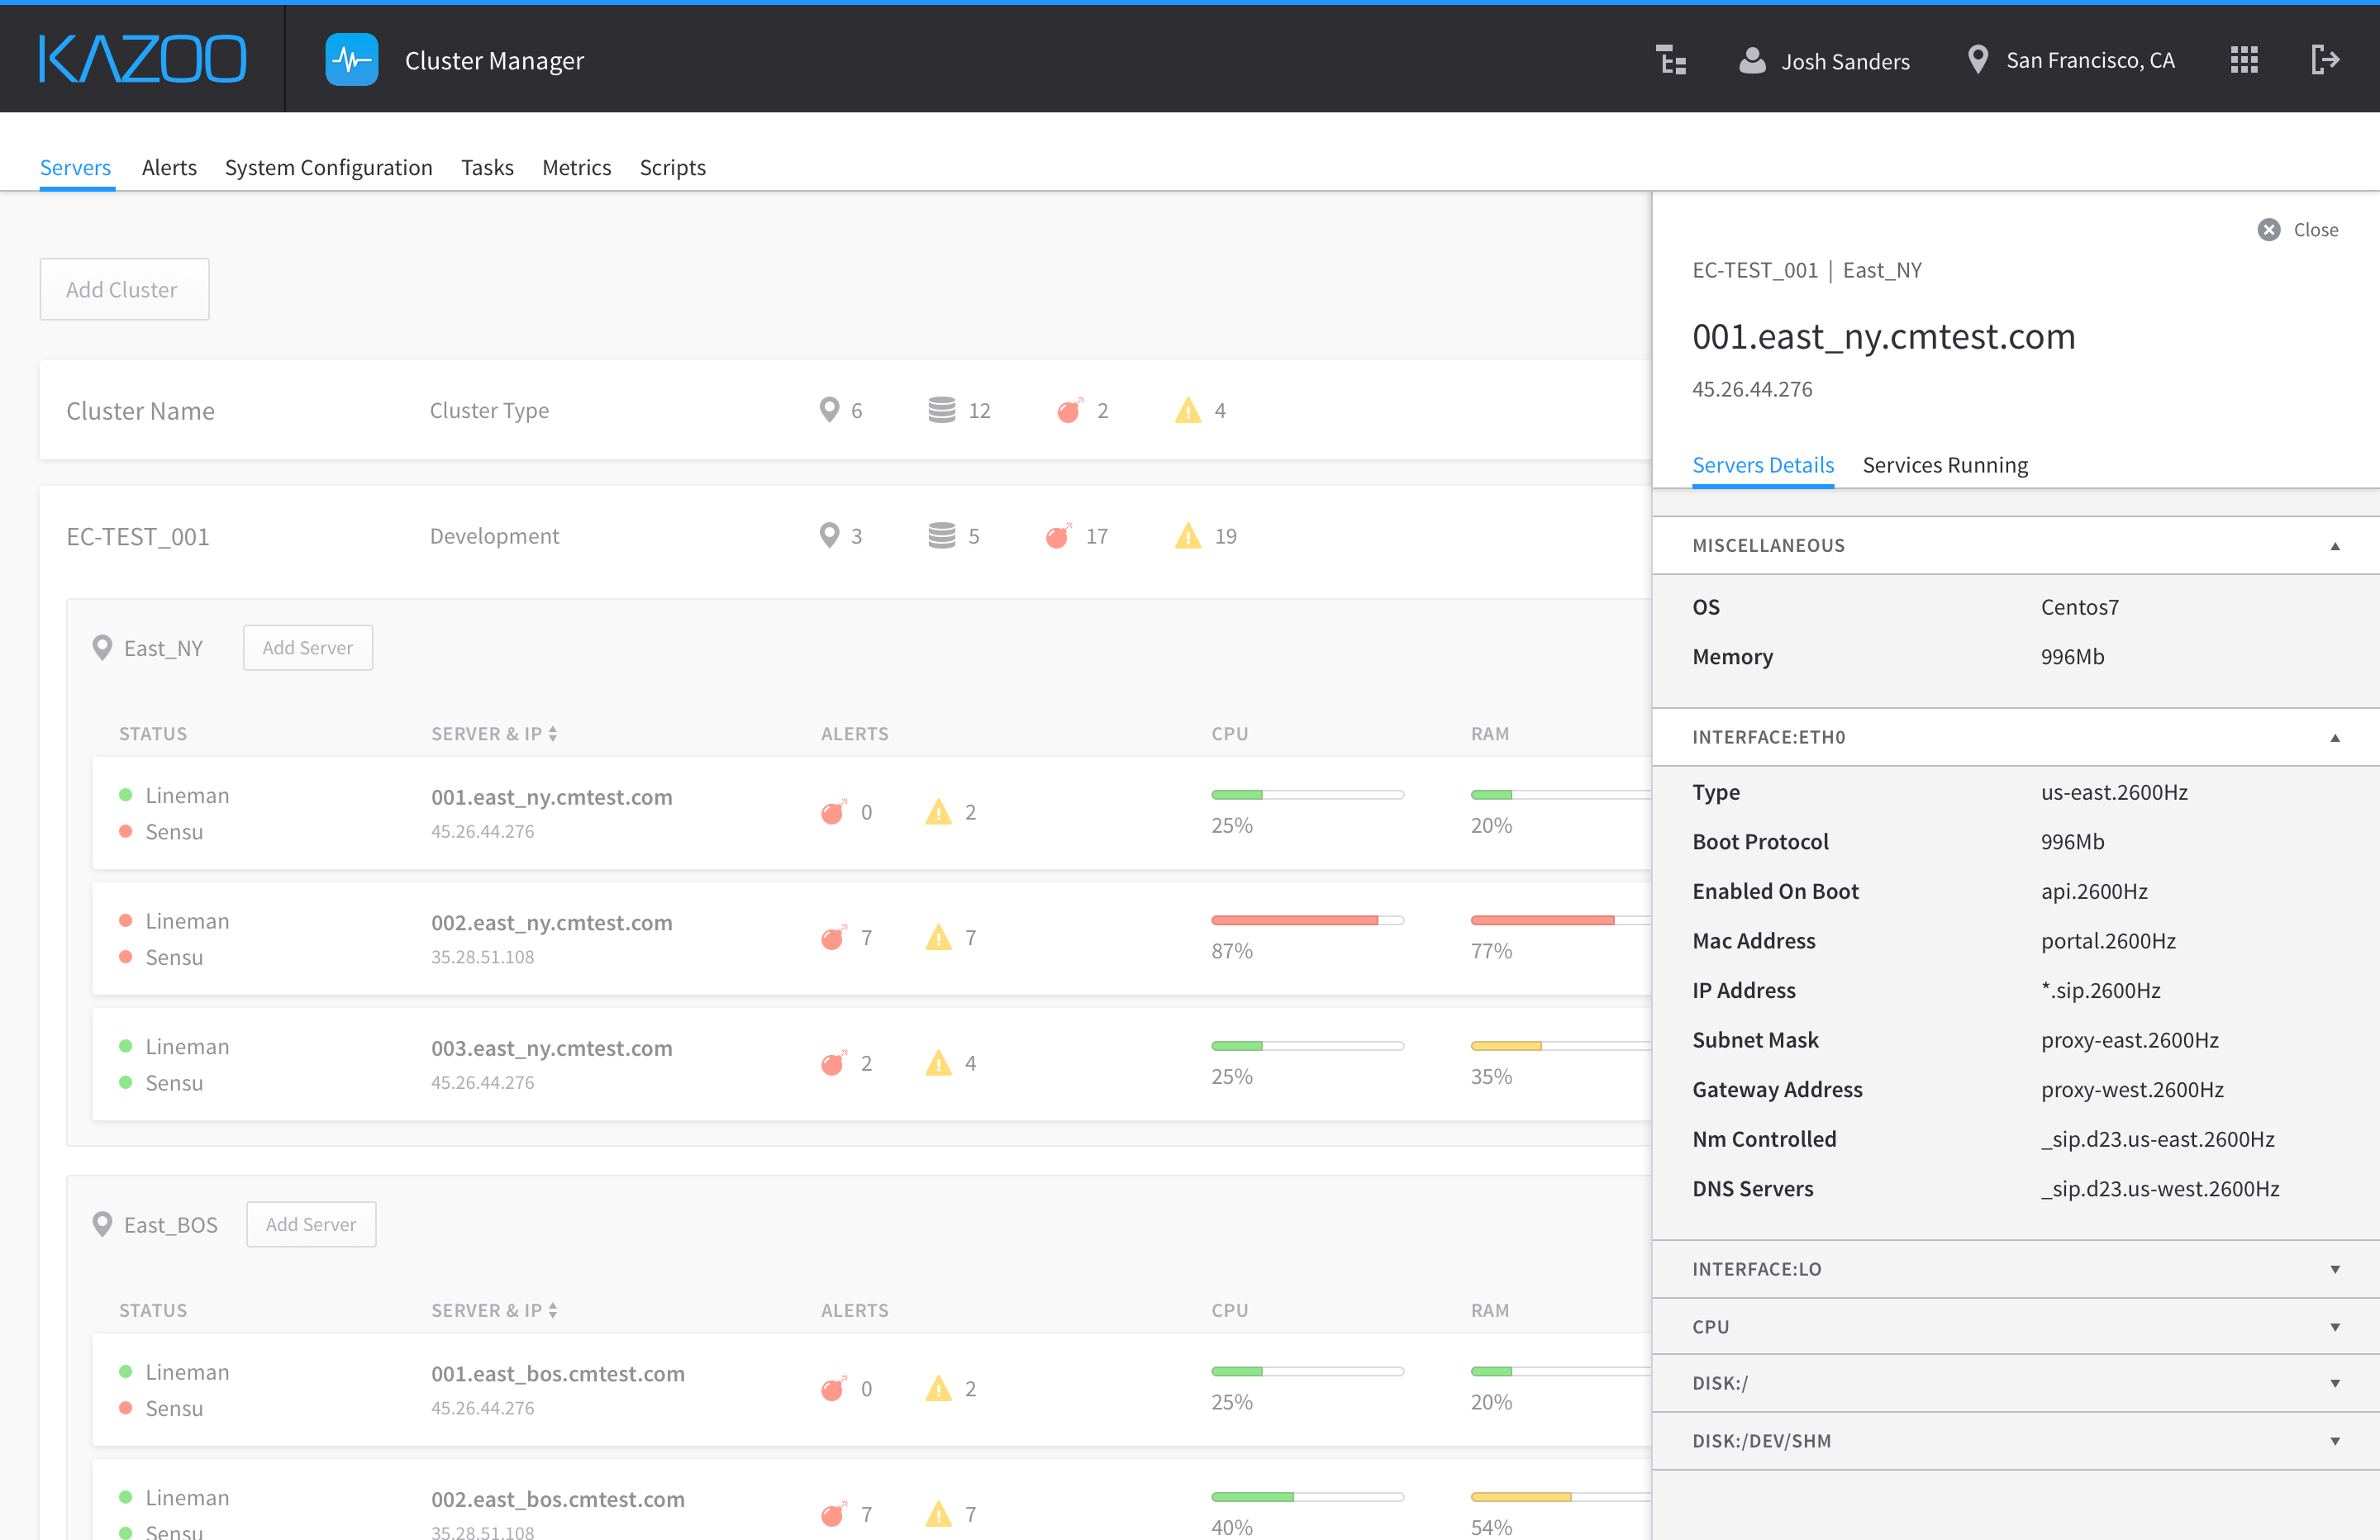 KAZOO
Cluster Manager
Josh Sanders
San Francisco, CA
Servers Alerts System Configuration Tasks Metrics Scripts
Add Cluster
Cluster Name Cluster Type 6 12 2 4
EC-TEST_001 Development 3 5 17 19
East_NY Add Server
STATUS SERVER & IP ALERTS CPU RAM
Lineman 001.east_ny.cmtest.com 0 2 25% 20%
Sensu 45.26.44.276
Lineman 002.east_ny.cmtest.com 7 7 87% 77%
Sensu 35.28.51.108
Lineman 003.east_ny.cmtest.com 2 4 25% 35%
Sensu 45.26.44.276
East_BOS Add Server
STATUS SERVER & IP ALERTS CPU RAM
Lineman 001.east_bos.cmtest.com 0 2 25% 20%
Sensu 45.26.44.276
Lineman 002.east_bos.cmtest.com 7 7 40% 54%
Sensu 35.28.51.108
Close
EC-TEST_001 | East_NY
001.east_ny.cmtest.com
45.26.44.276
Servers Details Services Running
MISCELLANEOUS
OS Centos7
Memory 996Mb
INTERFACE:ETH0
Type us-east.2600Hz
Boot Protocol 996Mb
Enabled On Boot api.2600Hz
Mac Address portal.2600Hz
IP Address *.sip.2600Hz
Subnet Mask proxy-east.2600Hz
Gateway Address proxy-west.2600Hz
Nm Controlled _sip.d23.us-east.2600Hz
DNS Servers _sip.d23.us-west.2600Hz
INTERFACE:LO
CPU
DISK:/
DISK:/DEV/SHM